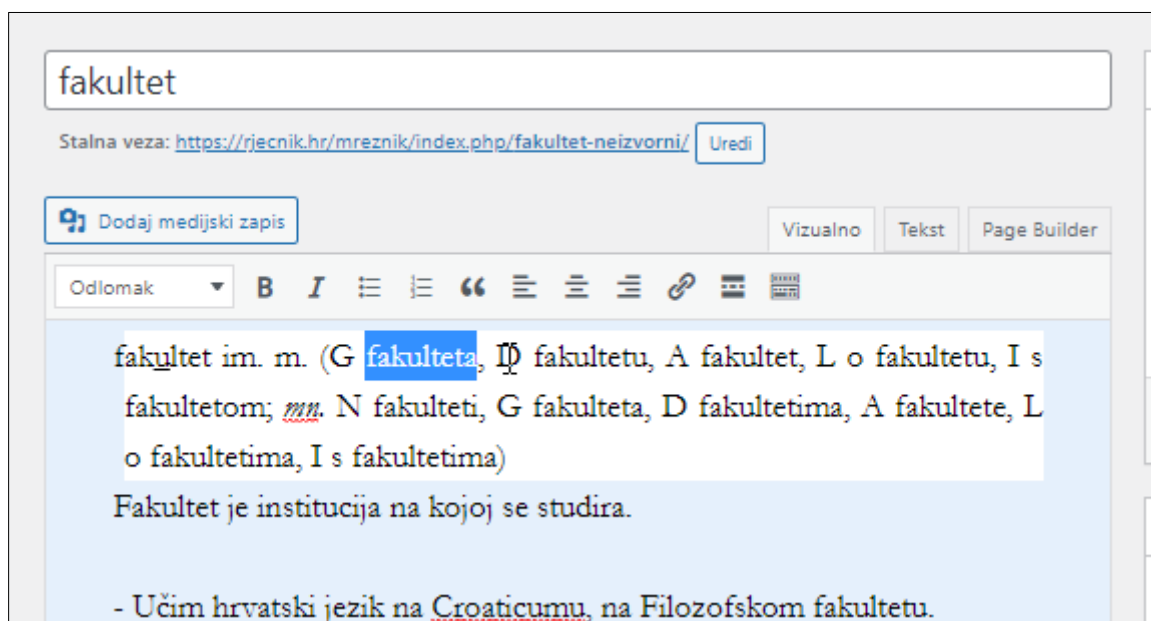 fakultet
Stalna veza: https://rjecnik.hr/mreznik/index.php/fakultet-neizvorni/ Uredi
Dodaj medijski zapis
Vizualno Tekst Page Builder
Odlomak B I
fakultet im. m. (G fakulteta, D fakultetu, A fakultet, L o fakultetu, I s
fakultetom; mn. N fakulteti, G fakulteta, D fakultetima, A fakultete, L
o fakultetima, I s fakultetima)
Fakultet je institucija na kojoj se studira.
- Učim hrvatski jezik na Croaticumu, na Filozofskom fakultetu.